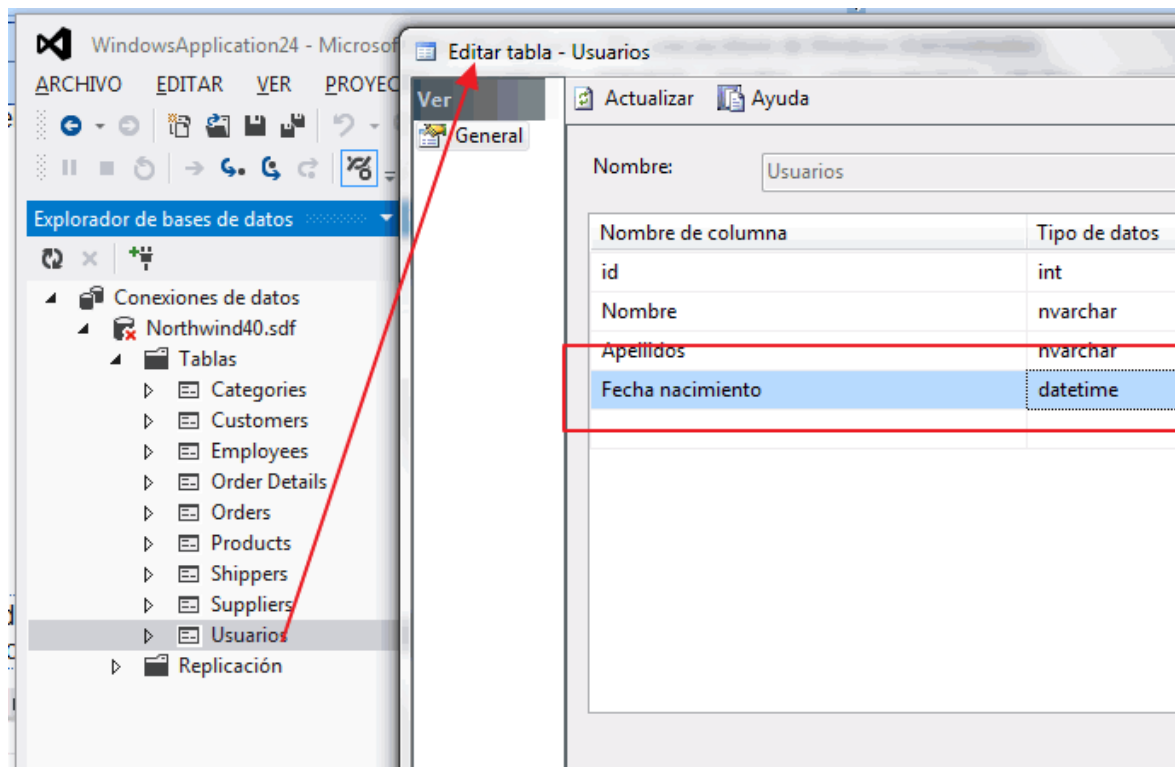 WindowsApplication24 - Microsof
ARCHIVO EDITAR VER PROYEC
Explorador de bases de datos
Conexiones de datos
Northwind40.sdf
Tablas
Categories
Customers
Employees
Order Details
Orders
Products
Shippers
Suppliers
Usuarios
Replicación
Editar tabla - Usuarios
Ver
General
Actualizar Ayuda
Nombre: Usuarios
Nombre de columna Tipo de datos
id int
Nombre nvarchar
Apellidos nvarchar
Fecha nacimiento datetime